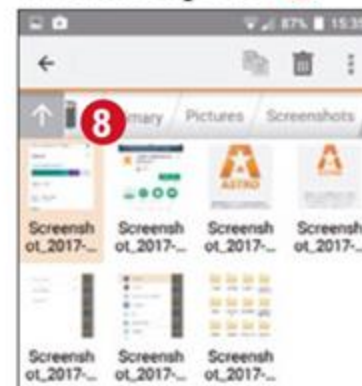 87% 15:35
8 mary / Pictures / Screenshots
ASTRO
Screensh Screensh Screensh Screensh
ot_2017-... ot_2017-... ot_2017-... ot_2017-...
Screensh Screensh Screensh
ot_2017-... ot_2017-... ot_2017-...